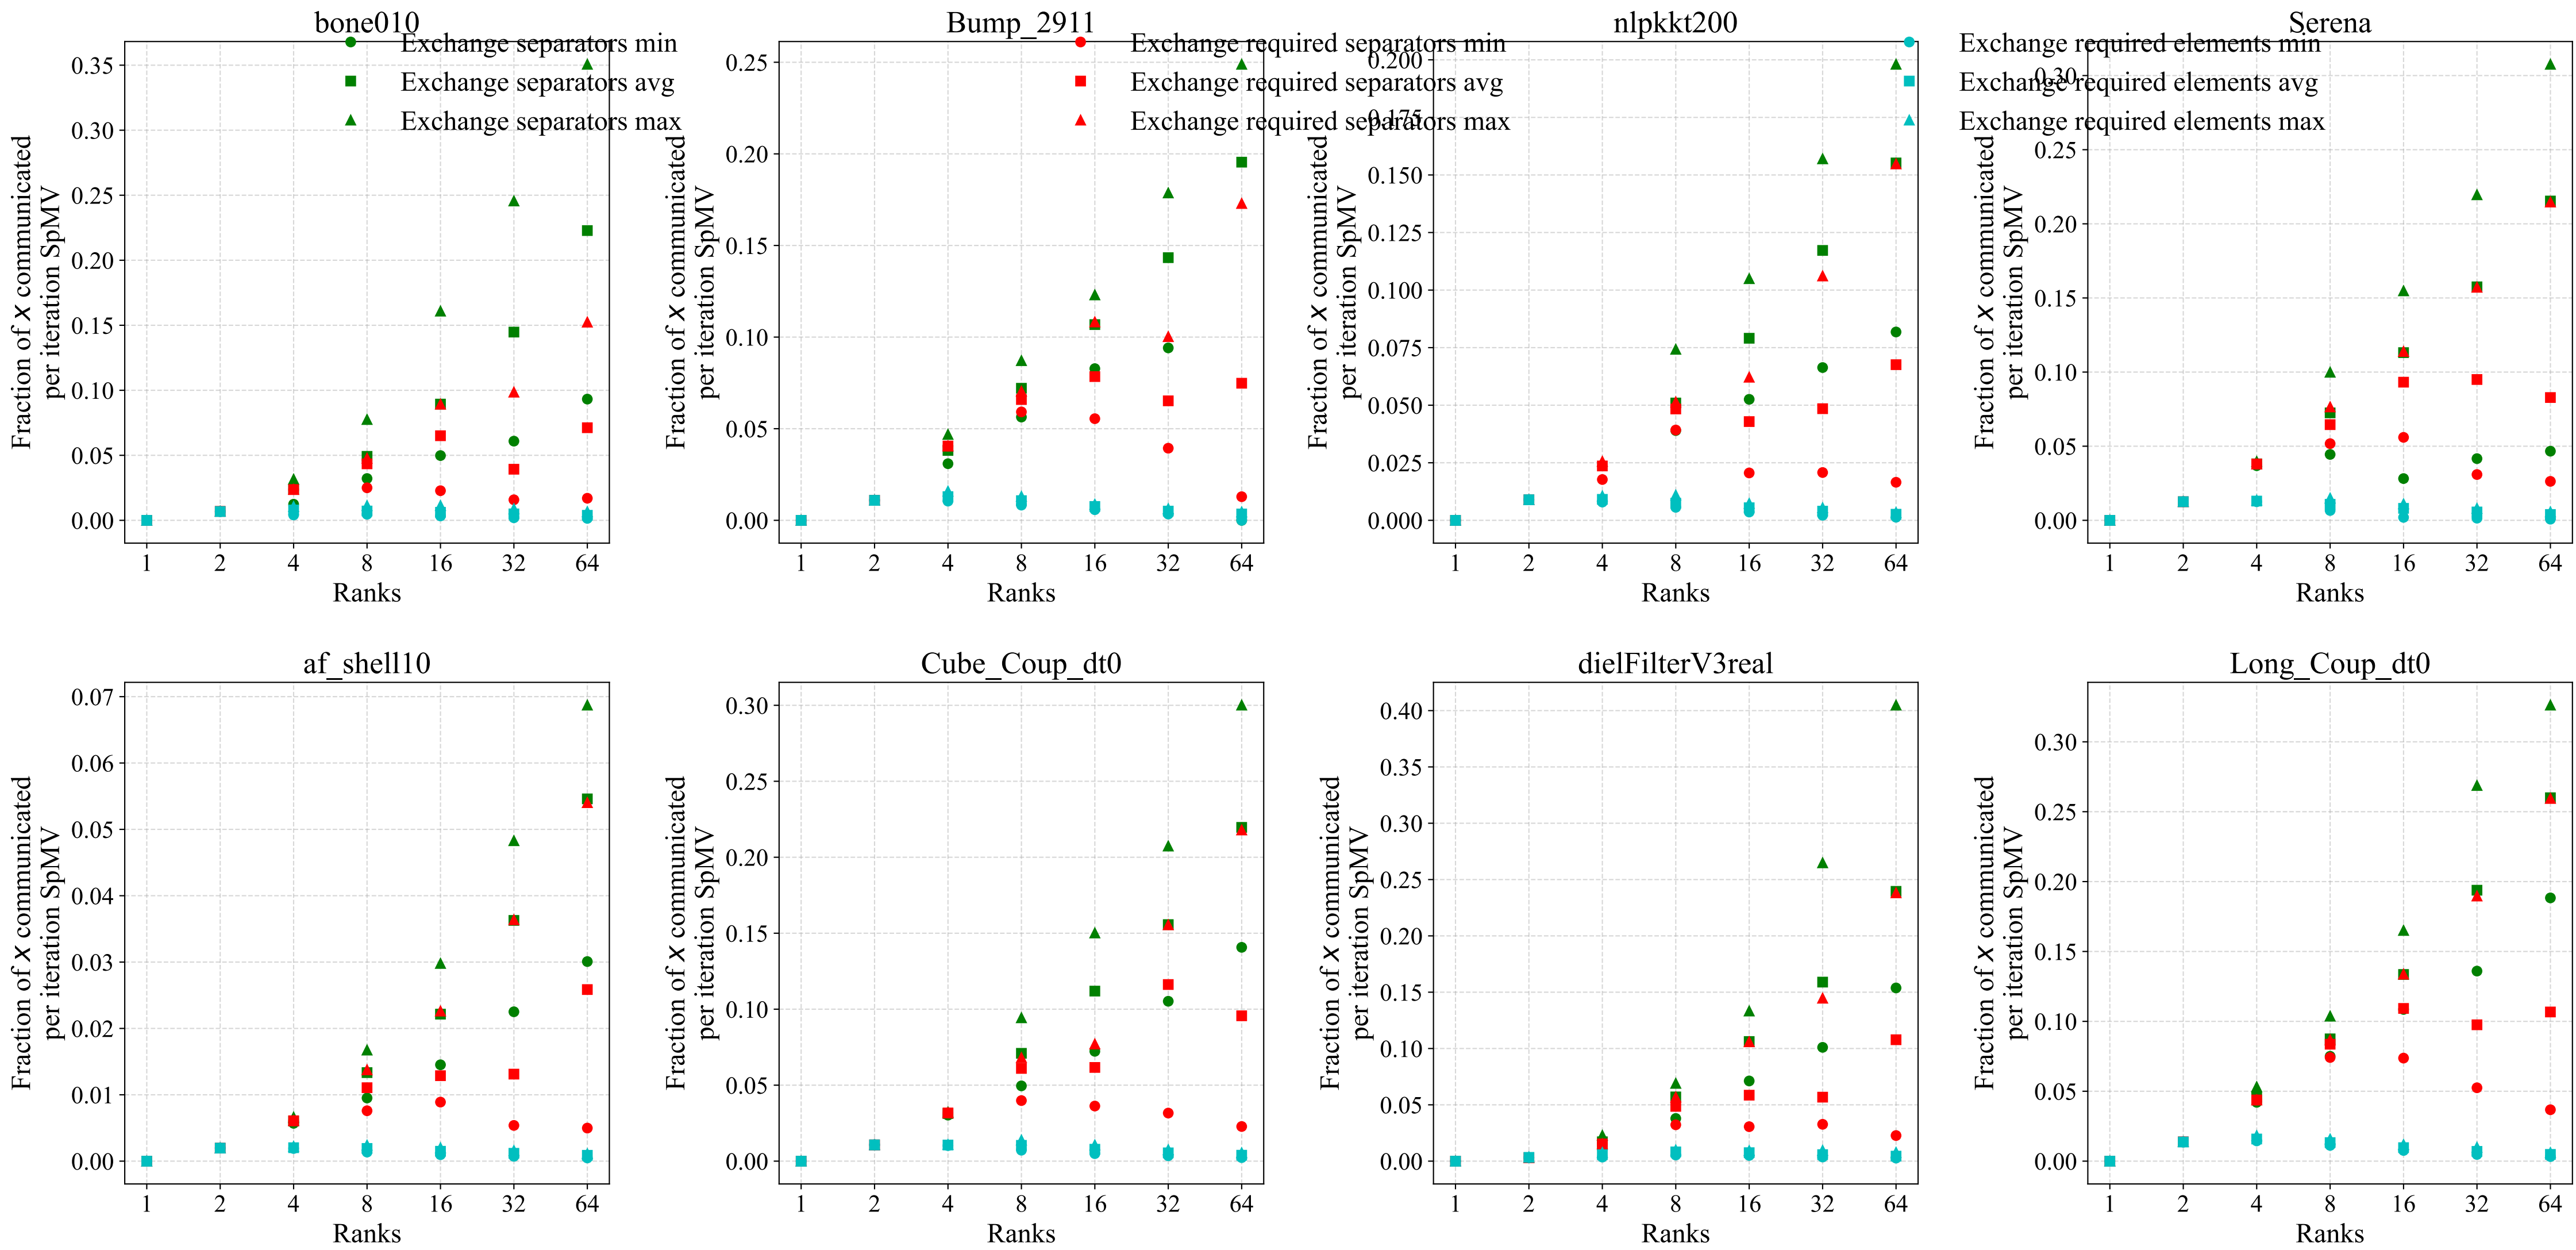 bone010
Bump_2911
nlpkkt200
Serena
Exchange separators min
Exchange separators avg
Exchange separators max
Exchange required separators min
Exchange required separators avg
Exchange required separators max
Exchange required elements min
Exchange required elements avg
Exchange required elements max
Fraction of x communicated
per iteration SpMV
0.35
0.30
0.25
0.20
0.15
0.10
0.05
0.00
1 2 4 8 16 32 64
Ranks
Fraction of x communicated
per iteration SpMV
0.25
0.20
0.15
0.10
0.05
0.00
1 2 4 8 16 32 64
Ranks
Fraction of x communicated
per iteration SpMV
0.200
0.175
0.150
0.125
0.100
0.075
0.050
0.025
0.000
1 2 4 8 16 32 64
Ranks
Fraction of x communicated
per iteration SpMV
0.30
0.25
0.20
0.15
0.10
0.05
0.00
1 2 4 8 16 32 64
Ranks
af_shell10
Fraction of x communicated
per iteration SpMV
0.07
0.06
0.05
0.04
0.03
0.02
0.01
0.00
1 2 4 8 16 32 64
Ranks
Cube_Coup_dt0
Fraction of x communicated
per iteration SpMV
0.30
0.25
0.20
0.15
0.10
0.05
0.00
1 2 4 8 16 32 64
Ranks
dielFilterV3real
Fraction of x communicated
per iteration SpMV
0.40
0.35
0.30
0.25
0.20
0.15
0.10
0.05
0.00
1 2 4 8 16 32 64
Ranks
Long_Coup_dt0
Fraction of x communicated
per iteration SpMV
0.30
0.25
0.20
0.15
0.10
0.05
0.00
1 2 4 8 16 32 64
Ranks